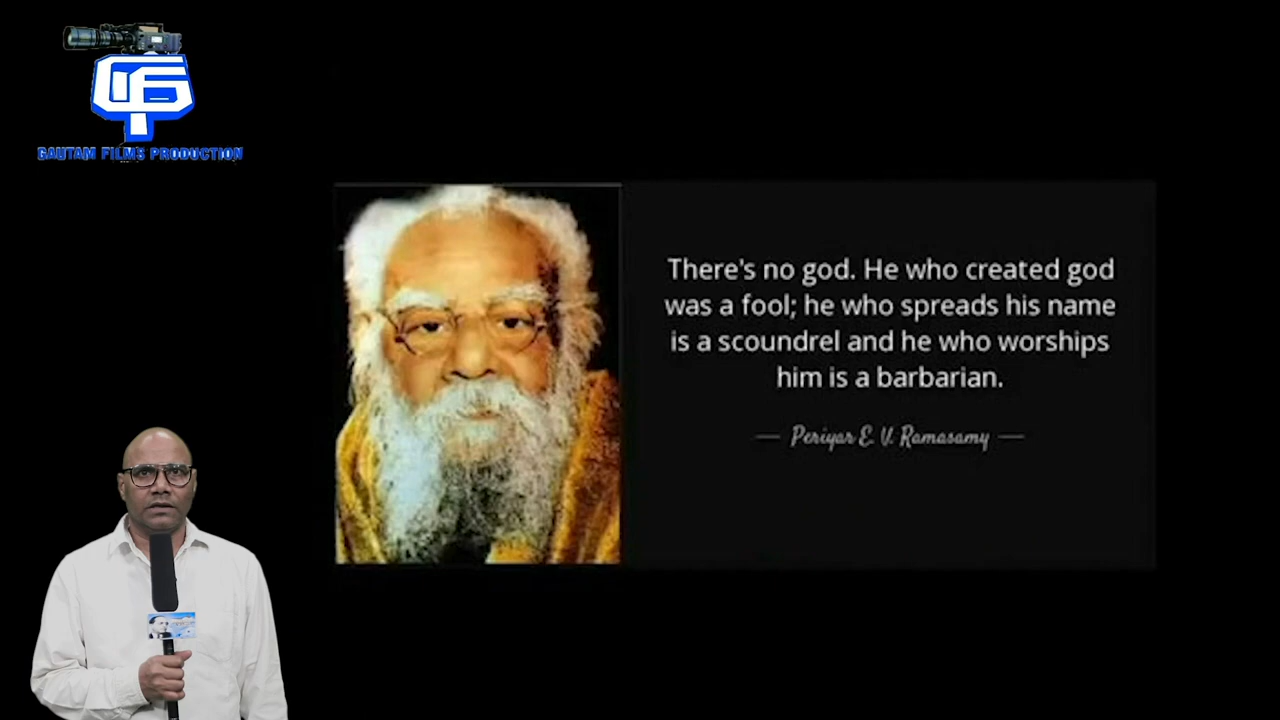 GAUTAM FILMS PRODUCTION
There's no god. He who created god
was a fool; he who spreads his name
is a scoundrel and he who worships
him is a barbarian.
— Periyar E. V. Ramasamy —